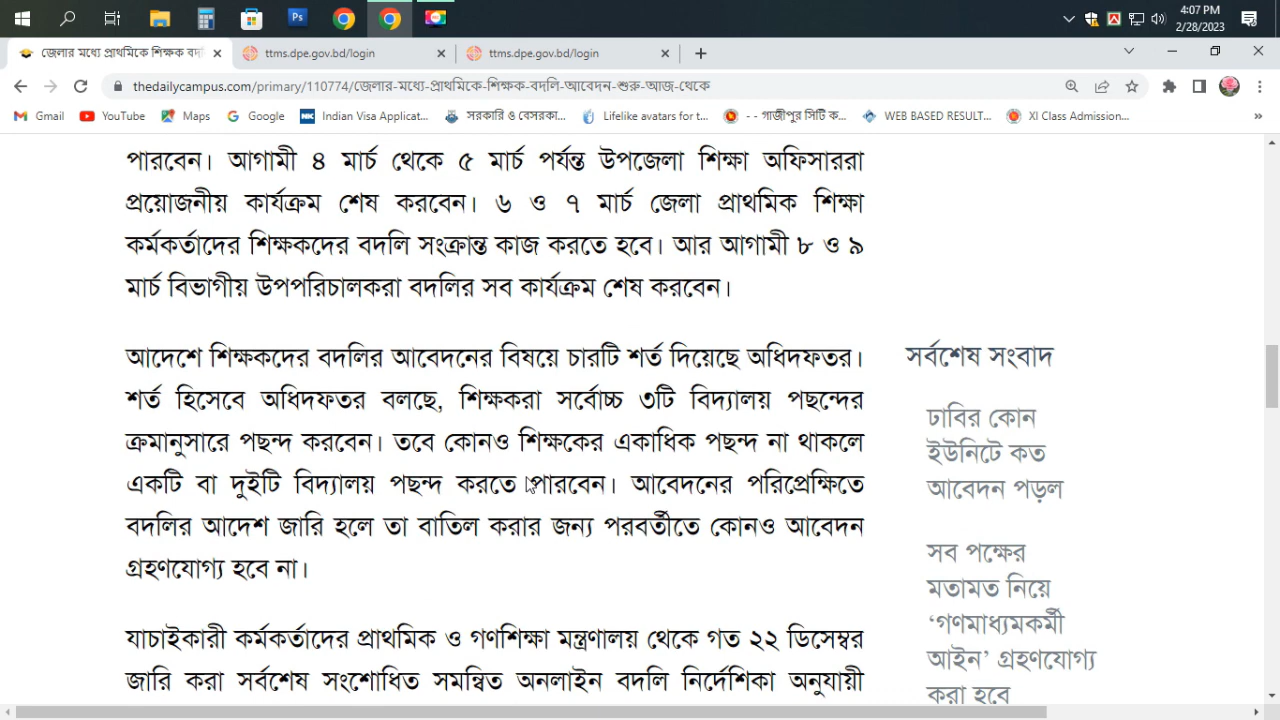 4:07 PM
2/28/2023
জেলার মধ্যে প্রাথমিকে শিক্ষক বদ
ttms.dpe.gov.bd/login
ttms.dpe.gov.bd/login
thedailycampus.com/primary/110774/জেলার-মধ্যে-প্রাথমিকে-শিক্ষক-বদলি-আবেদন-শুরু-আজ-থেকে
Gmail YouTube Maps Google Indian Visa Applicat... সরকারি ও বেসরক... Lifelike avatars for t... - - গাজীপুর সিটি ক... WEB BASED RESULT... XI Class Admission... »
পারবেন। আগামী ৪ মার্চ থেকে ৫ মার্চ পর্যন্ত উপজেলা শিক্ষা অফিসাররা
প্রয়োজনীয় কার্যক্রম শেষ করবেন। ৬ ও ৭ মার্চ জেলা প্রাথমিক শিক্ষা
কর্মকর্তাদের শিক্ষকদের বদলি সংক্রান্ত কাজ করতে হবে। আর আগামী ৮ ও ৯
মার্চ বিভাগীয় উপপরিচালকরা বদলির সব কার্যক্রম শেষ করবেন।
আদেশে শিক্ষকদের বদলির আবেদনের বিষয়ে চারটি শর্ত দিয়েছে অধিদফতর।
শর্ত হিসেবে অধিদফতর বলছে, শিক্ষকরা সর্বোচ্চ ৩টি বিদ্যালয় পছন্দের
ক্রমানুসারে পছন্দ করবেন। তবে কোনও শিক্ষকের একাধিক পছন্দ না থাকলে
একটি বা দুইটি বিদ্যালয় পছন্দ করতে পারবেন। আবেদনের পরিপ্রেক্ষিতে
বদলির আদেশ জারি হলে তা বাতিল করার জন্য পরবর্তীতে কোনও আবেদন
গ্রহণযোগ্য হবে না।
যাচাইকারী কর্মকর্তাদের প্রাথমিক ও গণশিক্ষা মন্ত্রণালয় থেকে গত ২২ ডিসেম্বর
জারি করা সর্বশেষ সংশোধিত সমন্বিত অনলাইন বদলি নির্দেশিকা অনুযায়ী
সর্বশেষ সংবাদ
ঢাবির কোন
ইউনিটে কত
আবেদন পড়ল
সব পক্ষের
মতামত নিয়ে
‘গণমাধ্যমকর্মী
আইন’ গ্রহণযোগ্য
করা হবে